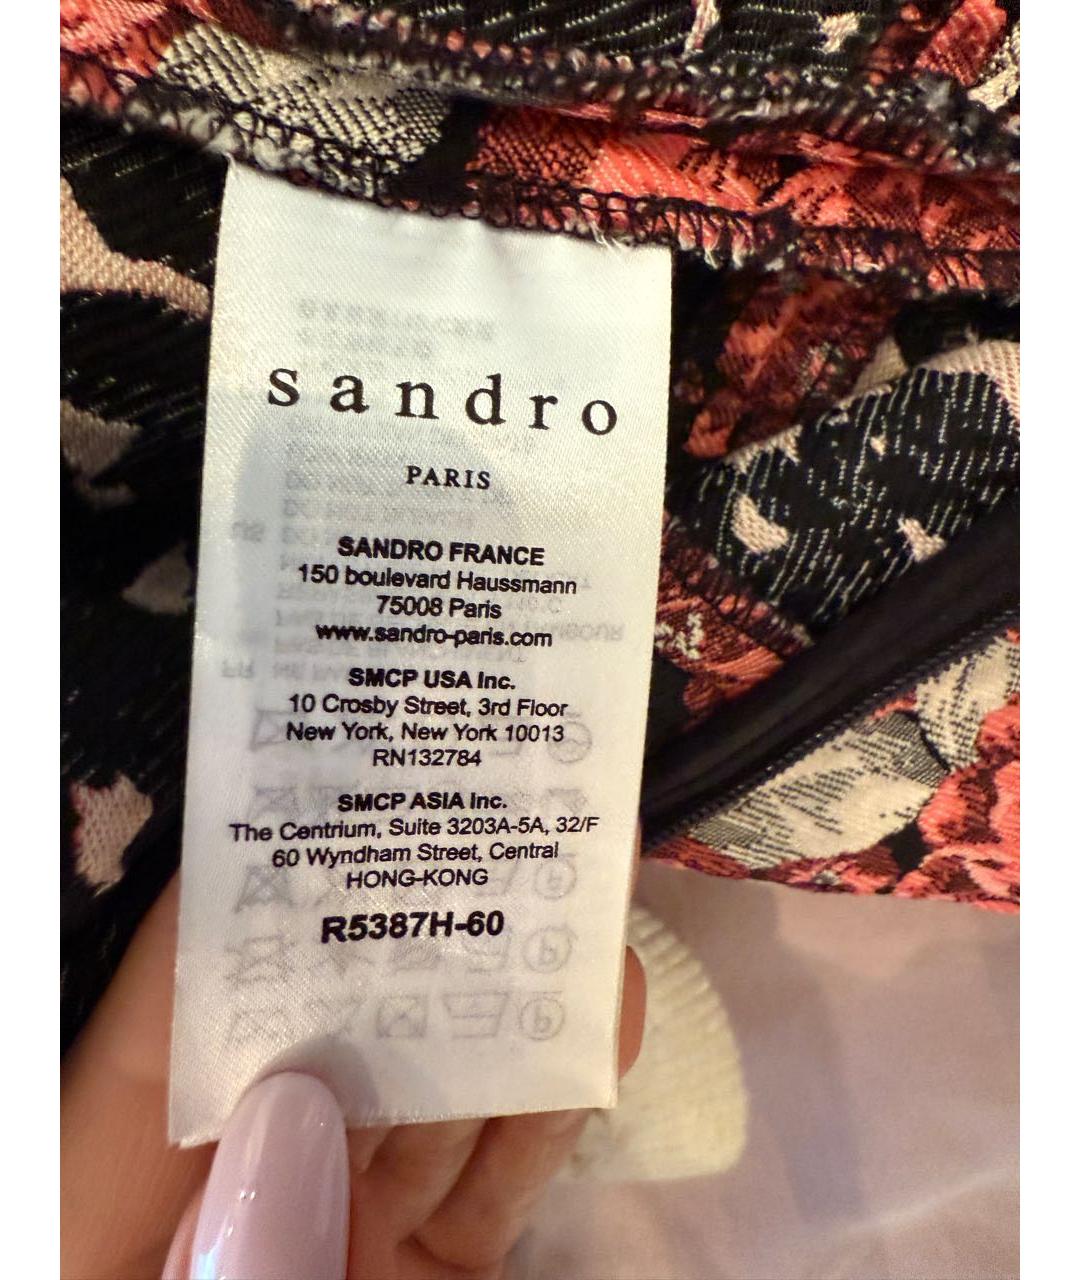 sandro
PARIS
SANDRO FRANCE
150 boulevard Haussmann
75008 Paris
www.sandro-paris.com
SMCP USA Inc.
10 Crosby Street, 3rd Floor
New York, New York 10013
RN132784
SMCP ASIA Inc.
The Centrium, Suite 3203A-5A, 32/F
60 Wyndham Street, Central
HONG-KONG
R5387H-60